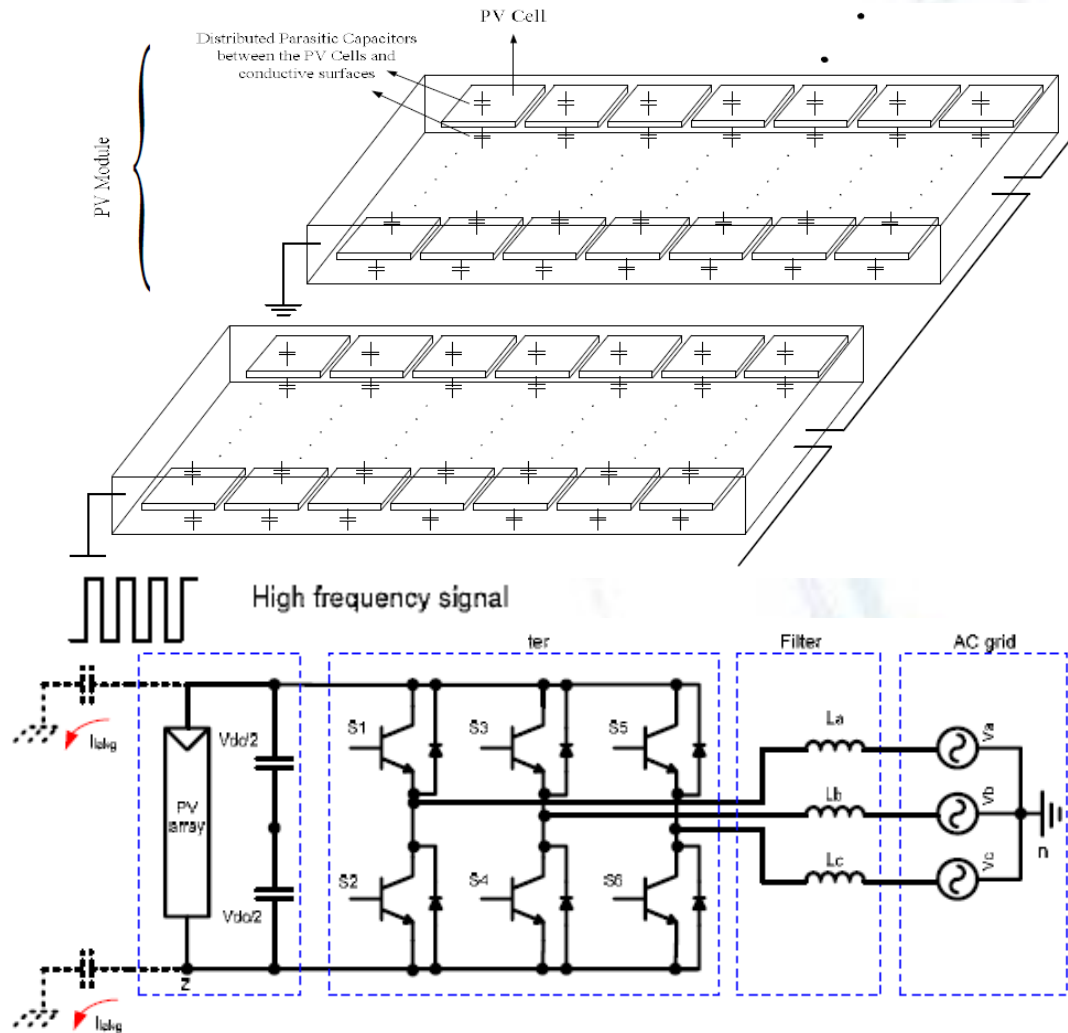 PV Cell
Distributed Parasitic Capacitors
between the PV Cells and
conductive surfaces
PV Module
High frequency signal
ter
Filter
AC grid
Ilakg
PV
array
Vdc/2
Vdc/2
S1
S3
S5
S2
S4
S6
La
Lb
Lc
Va
Vb
Vc
n
z
Ilakg